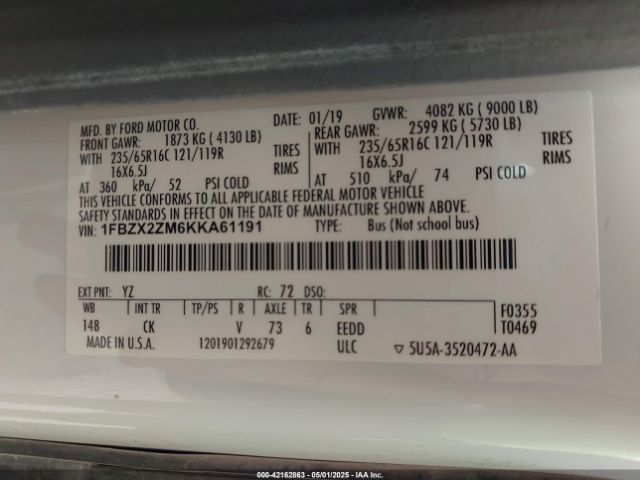 MFD. BY FORD MOTOR CO. DATE: 01/19 GVWR: 4082 KG ( 9000 LB)
FRONT GAWR: 1873 KG ( 4130 LB) REAR GAWR: 2599 KG ( 5730 LB)
WITH 235/65R16C 121/119R TIRES WITH 235/65R16C 121/119R TIRES
16X6.5J RIMS 16X6.5J RIMS
AT 360 kPa/ 52 PSI COLD AT 510 kPa/ 74 PSI COLD
THIS VEHICLE CONFORMS TO ALL APPLICABLE FEDERAL MOTOR VEHICLE
SAFETY STANDARDS IN EFFECT ON THE DATE OF MANUFACTURE SHOWN ABOVE.
VIN: 1FBZX2ZM6KKA61191 TYPE: Bus (Not school bus)
EXT PNT: YZ RC: 72 DSO:
WB INT TR TP/PS R AXLE TR SPR F0355
148 CK V 73 6 EEDD T0469
MADE IN U.S.A. 1201901292679 ULC ▽ 5U5A-3520472-AA
000-42162863 - 05/01/2025 - IAA Inc.